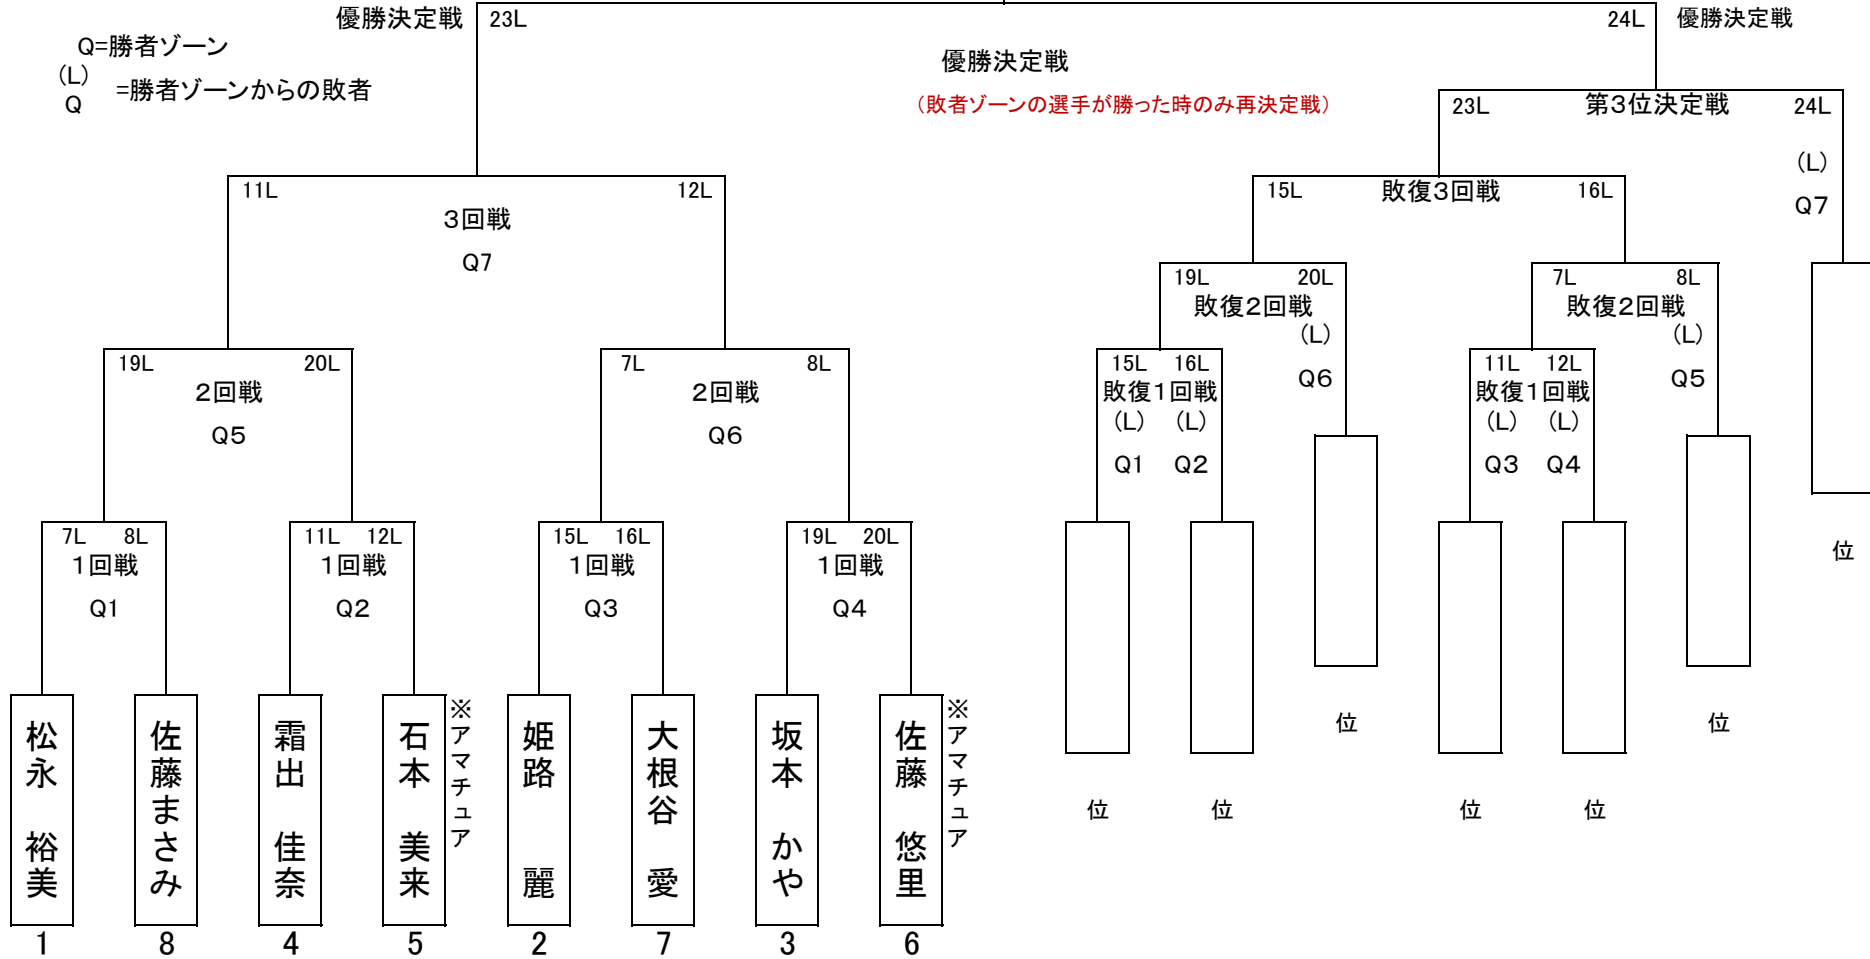 優勝決定戦 23L 24L 優勝決定戦
Q=勝者ゾーン
(L)
Q =勝者ゾーンからの敗者
優勝決定戦
（敗者ゾーンの選手が勝った時のみ再決定戦）
23L 第3位決定戦 24L
(L)
Q7
11L 12L
3回戦
Q7
15L 敗復3回戦 16L
19L 20L
敗復2回戦
(L)
Q6
7L 8L
敗復2回戦
(L)
Q5
19L 20L
2回戦
Q5
7L 8L
2回戦
Q6
15L 16L
敗復1回戦
(L) (L)
Q1 Q2
11L 12L
敗復1回戦
(L) (L)
Q3 Q4
7L 8L
1回戦
Q1
11L 12L
1回戦
Q2
15L 16L
1回戦
Q3
19L 20L
1回戦
Q4
位
位
位
位
位
位
位
松永 裕美
佐藤まさみ
霜出 佳奈
石本 美来
※アマチュア
姫路 麗
大根谷 愛
坂本 かや
佐藤 悠里
※アマチュア
1 8 4 5 2 7 3 6